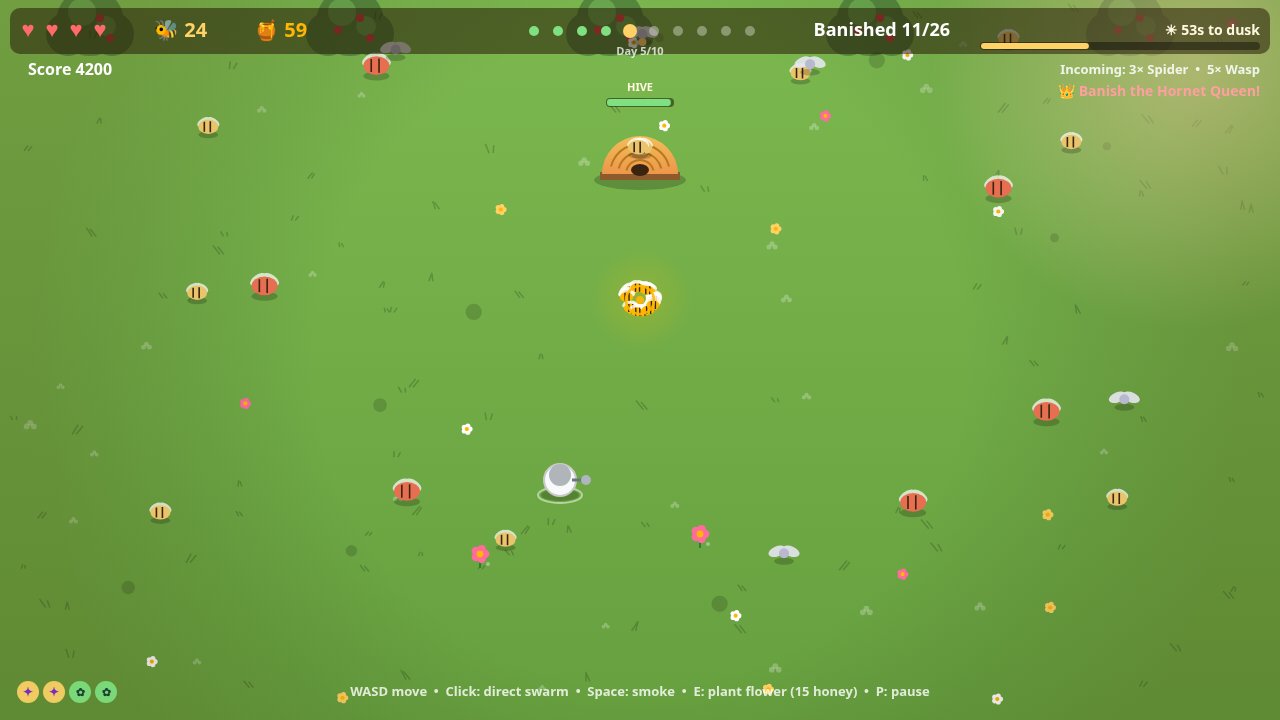 ♥ ♥ ♥ ♥ 🐝 24 🍯 59
Day 5/10
Banished 11/26
☀ 53s to dusk
Score 4200
Incoming: 3× Spider • 5× Wasp
👑 Banish the Hornet Queen!
HIVE
WASD move • Click: direct swarm • Space: smoke • E: plant flower (15 honey) • P: pause